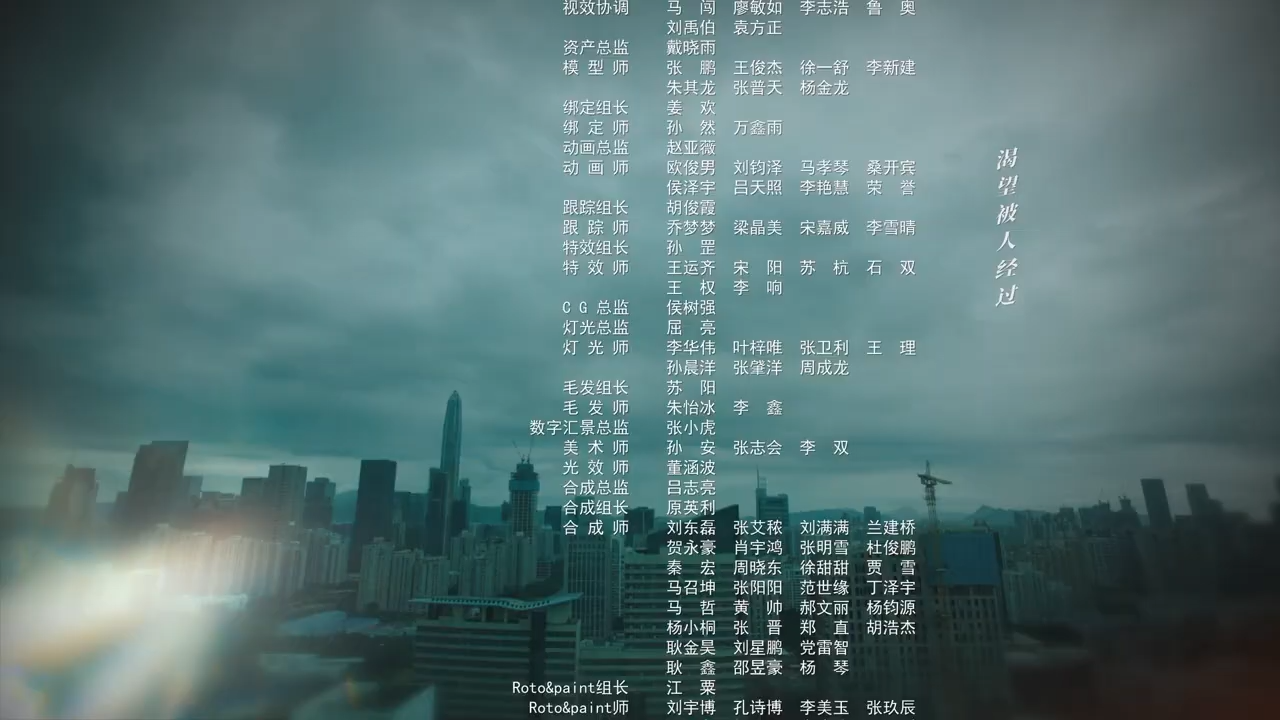 视效协调 马 闯 廖敏如 李志浩 鲁 奥
刘禹伯 袁方正
资产总监 戴晓雨
模 型 师 张 鹏 王俊杰 徐一舒 李新建
朱其龙 张普天 杨金龙
绑定组长 姜 欢
绑 定 师 孙 然 万鑫雨
动画总监 赵亚薇
动 画 师 欧俊男 刘钧泽 马孝琴 桑开宾
侯泽宇 吕天照 李艳慧 荣 誉
跟踪组长 胡俊霞
跟 踪 师 乔梦梦 梁晶美 宋嘉威 李雪晴
特效组长 孙 罡
特 效 师 王运齐 宋 阳 苏 杭 石 双
王 权 李 响
CG 总监 侯树强
灯光总监 屈 亮
灯 光 师 李华伟 叶梓唯 张卫利 王 理
孙晨洋 张肇洋 周成龙
毛发组长 苏 阳
毛 发 师 朱怡冰 李 鑫
数字汇景总监 张小虎
美 术 师 孙 安 张志会 李 双
光 效 师 董涵波
合成总监 吕志亮
合成组长 原英利
合 成 师 刘东磊 张艾秾 刘满满 兰建桥
贺永豪 肖宇鸿 张明雪 杜俊鹏
秦 宏 周晓东 徐甜甜 贾 雪
马召坤 张阳阳 范世缘 丁泽宇
马 哲 黄 帅 郝文丽 杨钧源
杨小桐 张 晋 郑 直 胡浩杰
耿金昊 刘星鹏 党雷智
耿 鑫 邵昱豪 杨 琴
Roto&paint组长 江 粟
Roto&paint师 刘宇博 孔诗博 李美玉 张玖辰
渴望被人经过